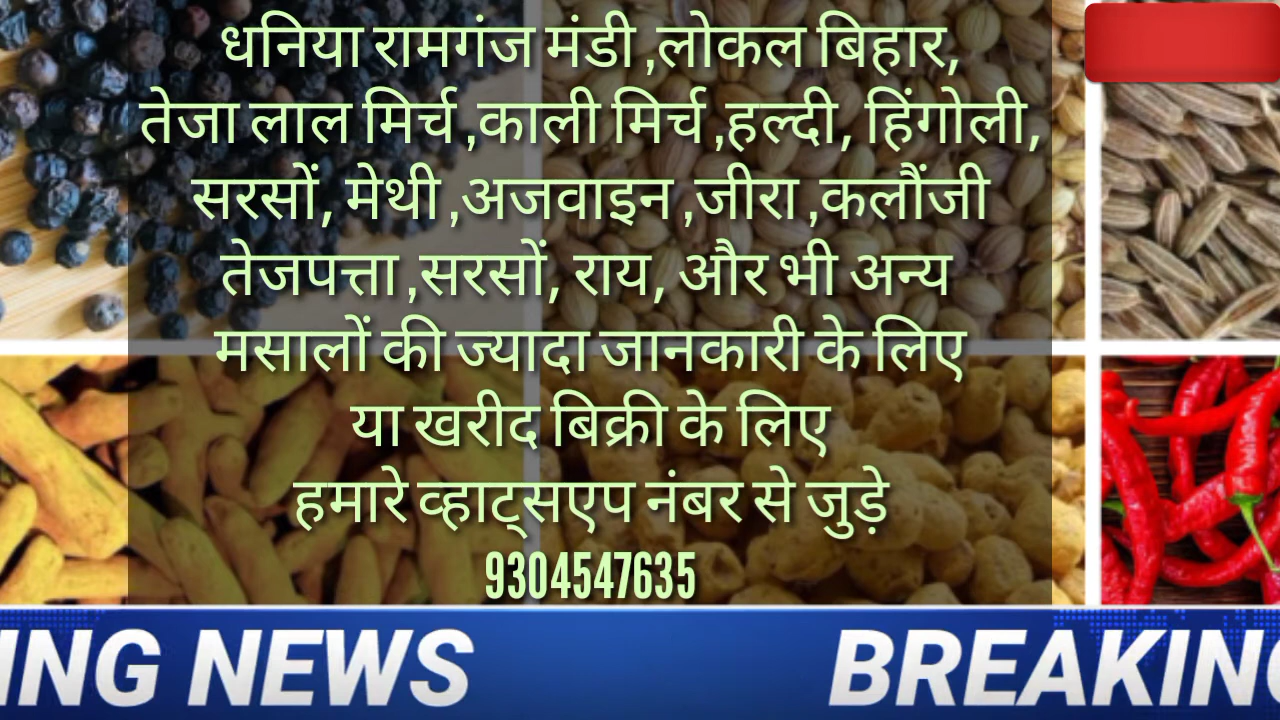 धनिया रामगंज मंडी ,लोकल बिहार,
तेजा लाल मिर्च ,काली मिर्च ,हल्दी, हिंगोली,
सरसों, मेथी ,अजवाइन ,जीरा ,कलौंजी
तेजपत्ता ,सरसों, राय, और भी अन्य
मसालों की ज्यादा जानकारी के लिए
या खरीद बिक्री के लिए
हमारे व्हाट्सएप नंबर से जुड़े
9304547635
ING NEWS BREAKING